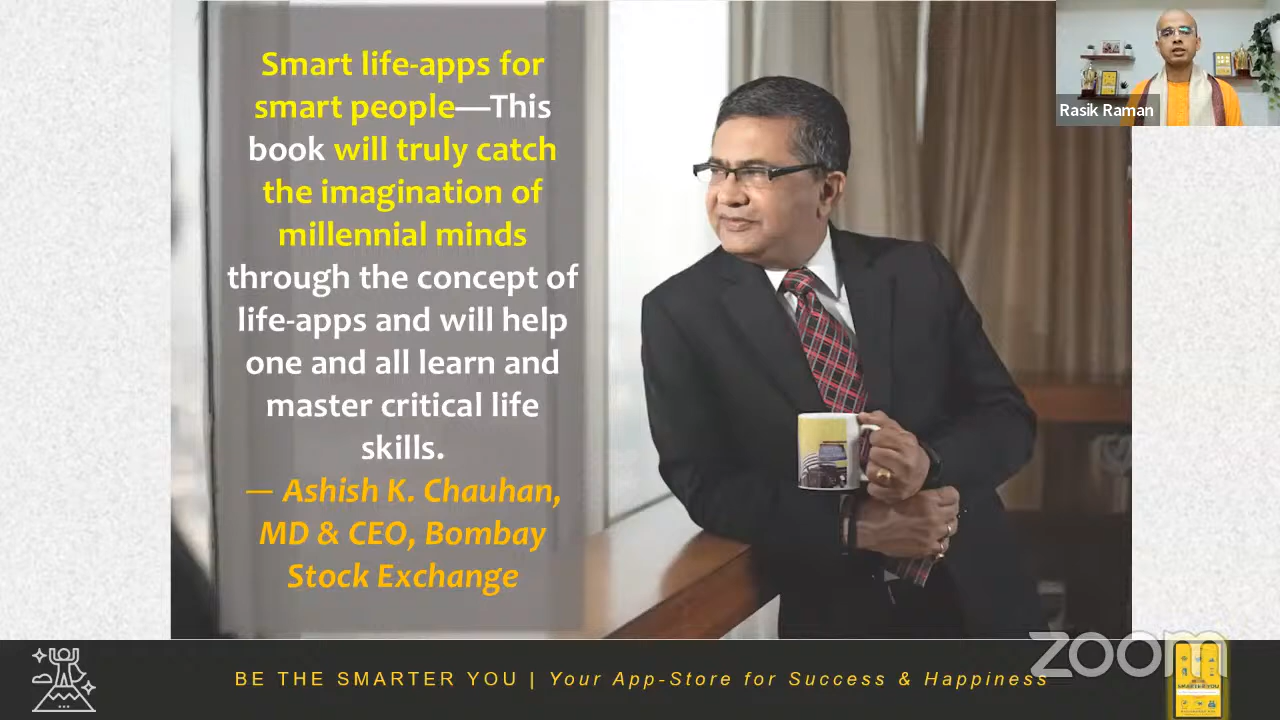 Smart life-apps for
smart people—This
book will truly catch
the imagination of
millennial minds
through the concept of
life-apps and will help
one and all learn and
master critical life
skills.
— Ashish K. Chauhan,
MD & CEO, Bombay
Stock Exchange
Rasik Raman
BE THE SMARTER YOU | Your App-Store for Success & Happiness
zoom
SMARTER YOU